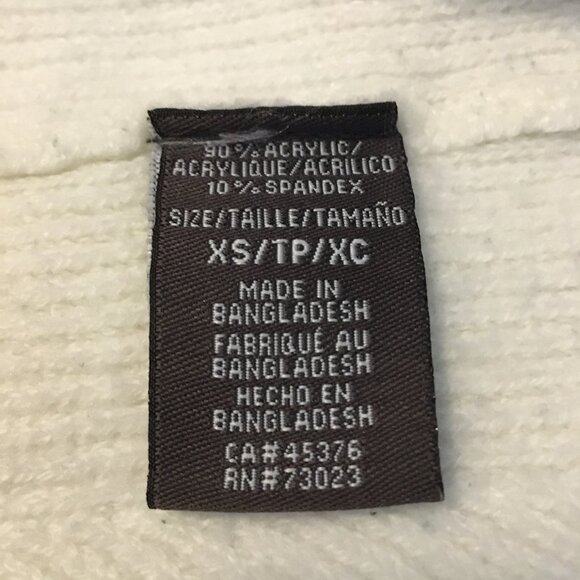 90% ACRYLIC/
ACRYLIQUE/ACRILICO
10% SPANDEX
SIZE/TAILLE/TAMAÑO
XS/TP/XC
MADE IN
BANGLADESH
FABRIQUÉ AU
BANGLADESH
HECHO EN
BANGLADESH
CA#45376
RN#73023